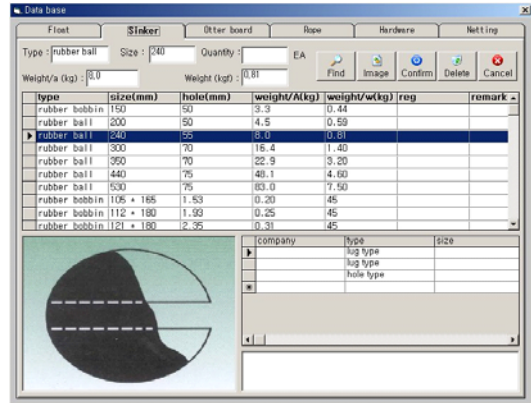 Data base
Float Sinker Otter board Rope Hardware Netting
Type : rubber ball Size : 240 Quantity : EA
Weight/a (kg) : 8,0 Weight (kgf) : 0,81
Find Image Confirm Delete Cancel
type size(mm) hole(mm) weight/A(kg) weight/w(kg) reg remark
rubber bobbin 150 50 3.3 0.44
rubber ball 200 50 4.5 0.59
rubber ball 240 55 8.0 0.81
rubber ball 300 70 16.4 1.40
rubber ball 350 70 22.9 3.20
rubber ball 440 75 48.1 4.60
rubber ball 530 75 83.0 7.50
rubber bobbin 105 * 165 1.53 0.20 45
rubber bobbin 112 * 180 1.93 0.25 45
rubber bobbin 121 * 180 2.35 0.31 45
company type size
lug type
lug type
hole type